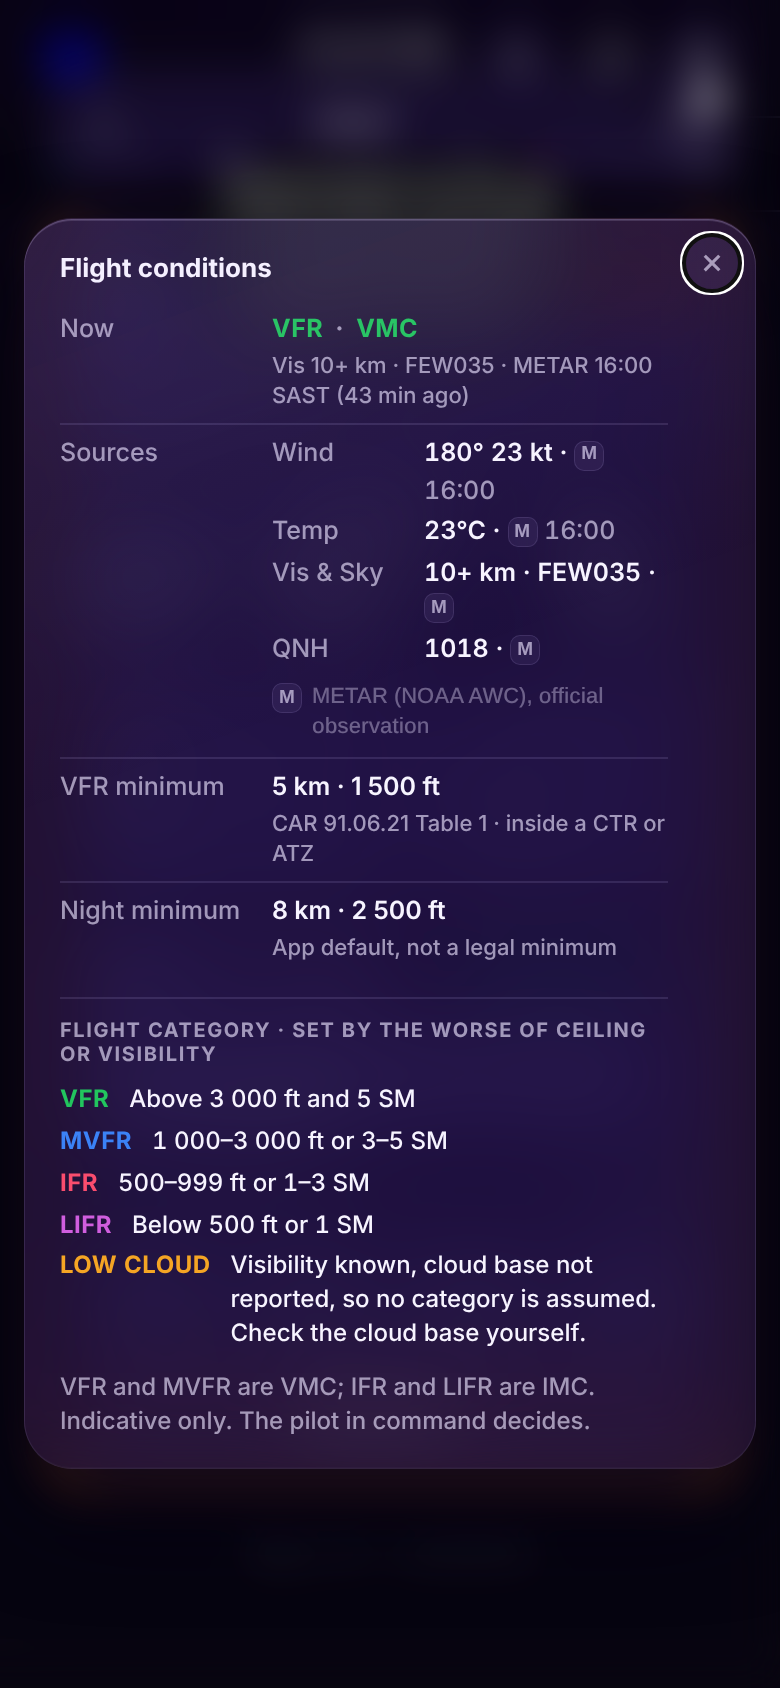 Flight conditions
Now
VFR · VMC
Vis 10+ km · FEW035 · METAR 16:00
SAST (43 min ago)
Sources
Wind
180° 23 kt · M
16:00
Temp
23°C · M 16:00
Vis & Sky
10+ km · FEW035 ·
M
QNH
1018 · M
M METAR (NOAA AWC), official
observation
VFR minimum
5 km · 1 500 ft
CAR 91.06.21 Table 1 · inside a CTR or
ATZ
Night minimum
8 km · 2 500 ft
App default, not a legal minimum
FLIGHT CATEGORY · SET BY THE WORSE OF CEILING
OR VISIBILITY
VFR Above 3 000 ft and 5 SM
MVFR 1 000–3 000 ft or 3–5 SM
IFR 500–999 ft or 1–3 SM
LIFR Below 500 ft or 1 SM
LOW CLOUD Visibility known, cloud base not
reported, so no category is assumed.
Check the cloud base yourself.
VFR and MVFR are VMC; IFR and LIFR are IMC.
Indicative only. The pilot in command decides.